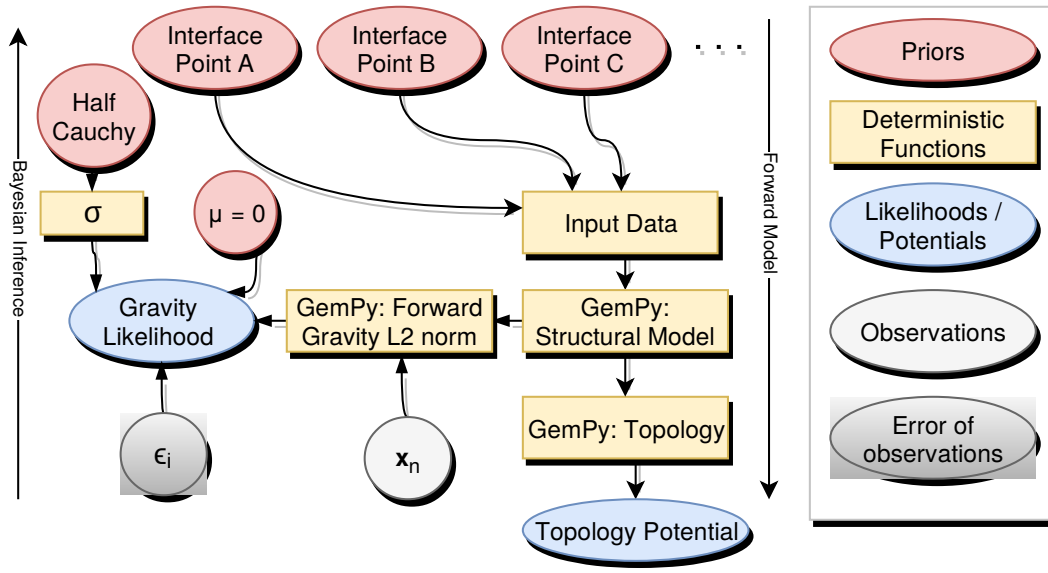 Interface
Point A
Interface
Point B
Interface
Point C
. . .
Half
Cauchy
σ
μ = 0
Input Data
Gravity
Likelihood
GemPy: Forward
Gravity L2 norm
GemPy:
Structural Model
GemPy: Topology
ϵi
xn
Topology Potential
Bayesian Inference
Forward Model
Priors
Deterministic
Functions
Likelihoods /
Potentials
Observations
Error of
observations